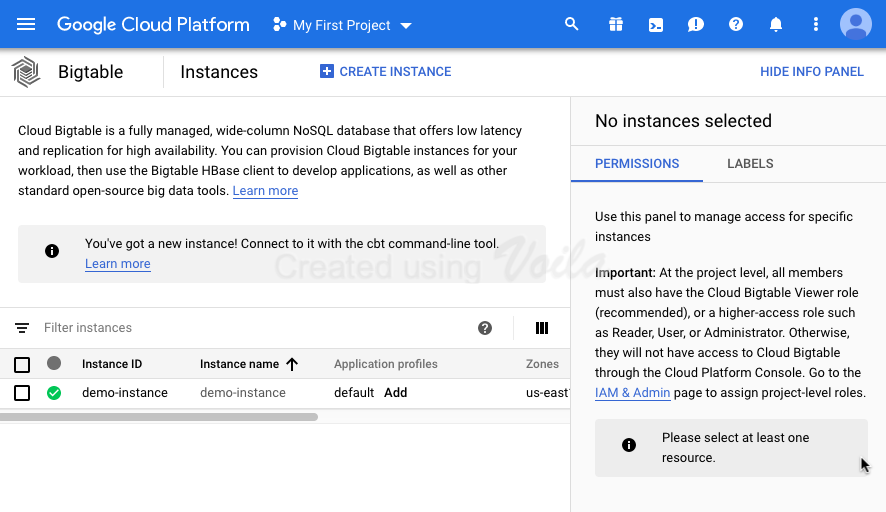 Google Cloud Platform
My First Project
Bigtable
Instances
CREATE INSTANCE
HIDE INFO PANEL
Cloud Bigtable is a fully managed, wide-column NoSQL database that offers low latency
and replication for high availability. You can provision Cloud Bigtable instances for your
workload, then use the Bigtable HBase client to develop applications, as well as other
standard open-source big data tools. Learn more
You've got a new instance! Connect to it with the cbt command-line tool.
Learn more
Created using Voila
Filter instances
Instance ID Instance name Application profiles Zones
demo-instance demo-instance default Add us-east
No instances selected
PERMISSIONS LABELS
Use this panel to manage access for specific
instances
Important: At the project level, all members
must also have the Cloud Bigtable Viewer role
(recommended), or a higher-access role such
as Reader, User, or Administrator. Otherwise,
they will not have access to Cloud Bigtable
through the Cloud Platform Console. Go to the
IAM & Admin page to assign project-level roles.
Please select at least one
resource.